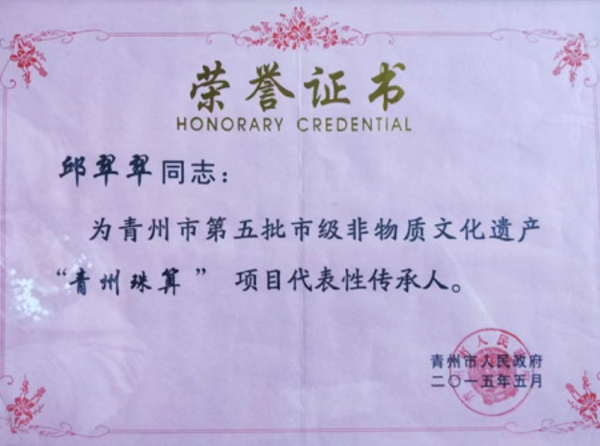 荣誉证书
HONORARY CREDENTIAL
邱翠翠同志：
为青州市第五批市级非物质文化遗产
“青州珠算” 项目代表性传承人。
青州市人民政府
二〇一五年五月